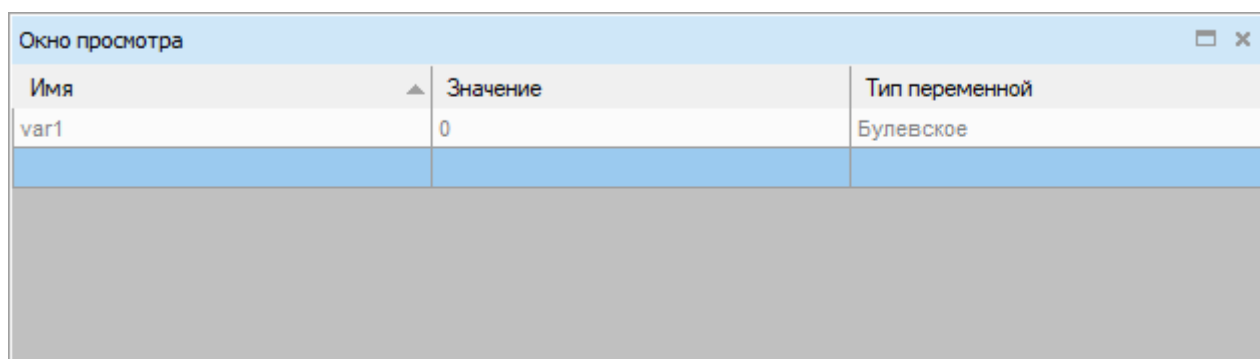 Окно просмотра
Имя Значение Тип переменной
var1 0 Булевское